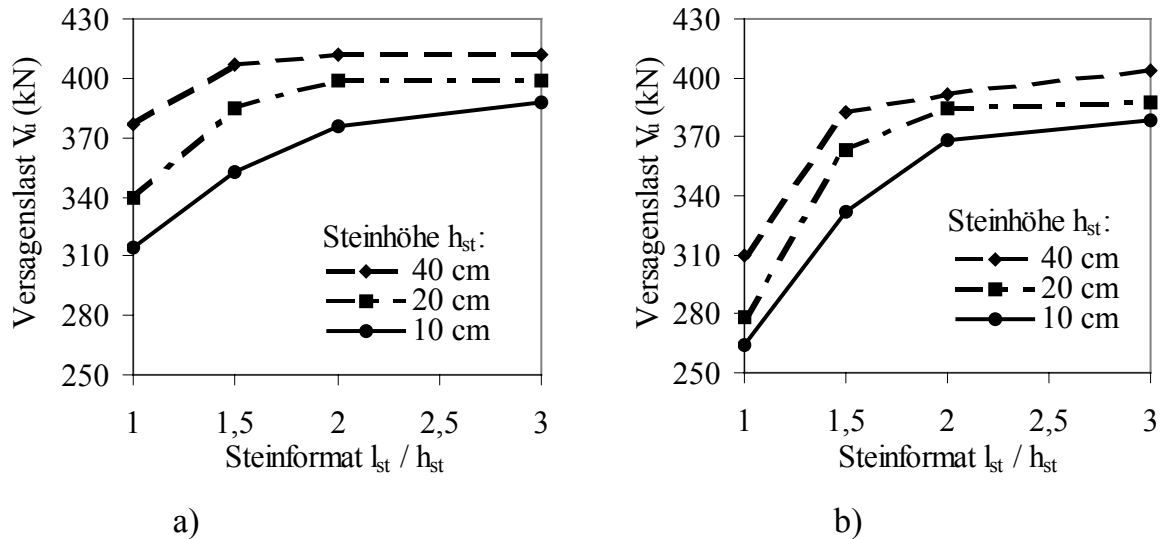 Versagenslast Vu (kN)
430
400
370
340
310
280
250
Steinhöhe hst:
40 cm
20 cm
10 cm
1
1,5
2
2,5
3
Steinformat lst / hst
a)
Versagenslast Vu (kN)
430
400
370
340
310
280
250
Steinhöhe hst:
40 cm
20 cm
10 cm
1
1,5
2
2,5
3
Steinformat lst / hst
b)